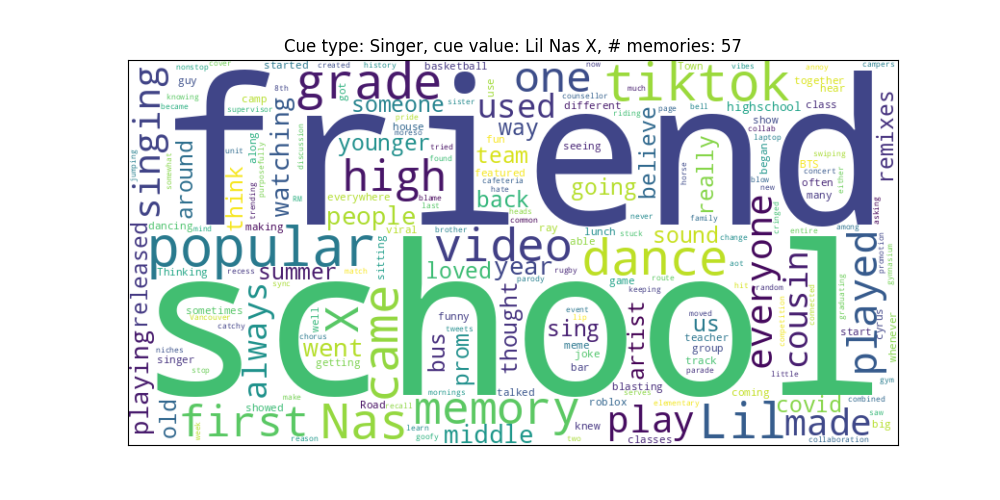 Cue type: Singer, cue value: Lil Nas X, # memories: 57
nonstop cover started created history basketball now army campers
knowing guy 8th grade got one tiktok Town vibes together hear
became supervisor camp someone use sister used different much page bell highschool class
friend
singing around watching pride house moreso tried way seeing riding believe show collab laptop remixes
jumping somewhat unit along discussion younger fun team cafeteria horse really began BTS swiping
think purposefully trending RM high found featured hate going blow concert often either
everywhere blame back never family new many asking
making people last heads common cringed among
dancing mind viral brother ray lunch stuck sound change entire
popular video able dance everyone cousin played promotion gymnasium
released Thinking recess summer sitting loved year rugby game route aot hit random
sync match parody keeping competition connected graduating
school
playing sometimes vancouver always X came well funny event lip artist moved us start cyrus whenever
niches catchy chorus went bus prom tweets thought sing meme joke teacher group
singer getting bar track parade little
stop mornings talked blasting serves coming gym
old make showed Road recall memory roblox elementary covid combined saw
week first Nas learn knew play Lil made big
reason goofy middle two classes collaboration